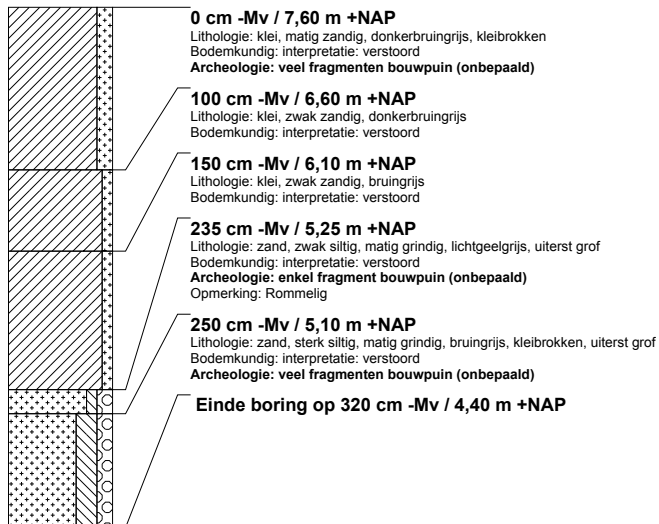 0 cm -Mv / 7,60 m +NAP
Lithologie: klei, matig zandig, donkerbruingrijs, kleibrokken
Bodemkundig: interpretatie: verstoord
Archeologie: veel fragmenten bouwpuin (onbepaald)
100 cm -Mv / 6,60 m +NAP
Lithologie: klei, zwak zandig, donkerbruingrijs
Bodemkundig: interpretatie: verstoord
150 cm -Mv / 6,10 m +NAP
Lithologie: klei, zwak zandig, bruingrijs
Bodemkundig: interpretatie: verstoord
235 cm -Mv / 5,25 m +NAP
Lithologie: zand, zwak siltig, matig grindig, lichtgeelgrijs, uiterst grof
Bodemkundig: interpretatie: verstoord
Archeologie: enkel fragment bouwpuin (onbepaald)
Opmerking: Rommelig
250 cm -Mv / 5,10 m +NAP
Lithologie: zand, sterk siltig, matig grindig, bruingrijs, kleibrokken, uiterst grof
Bodemkundig: interpretatie: verstoord
Archeologie: veel fragmenten bouwpuin (onbepaald)
Einde boring op 320 cm -Mv / 4,40 m +NAP